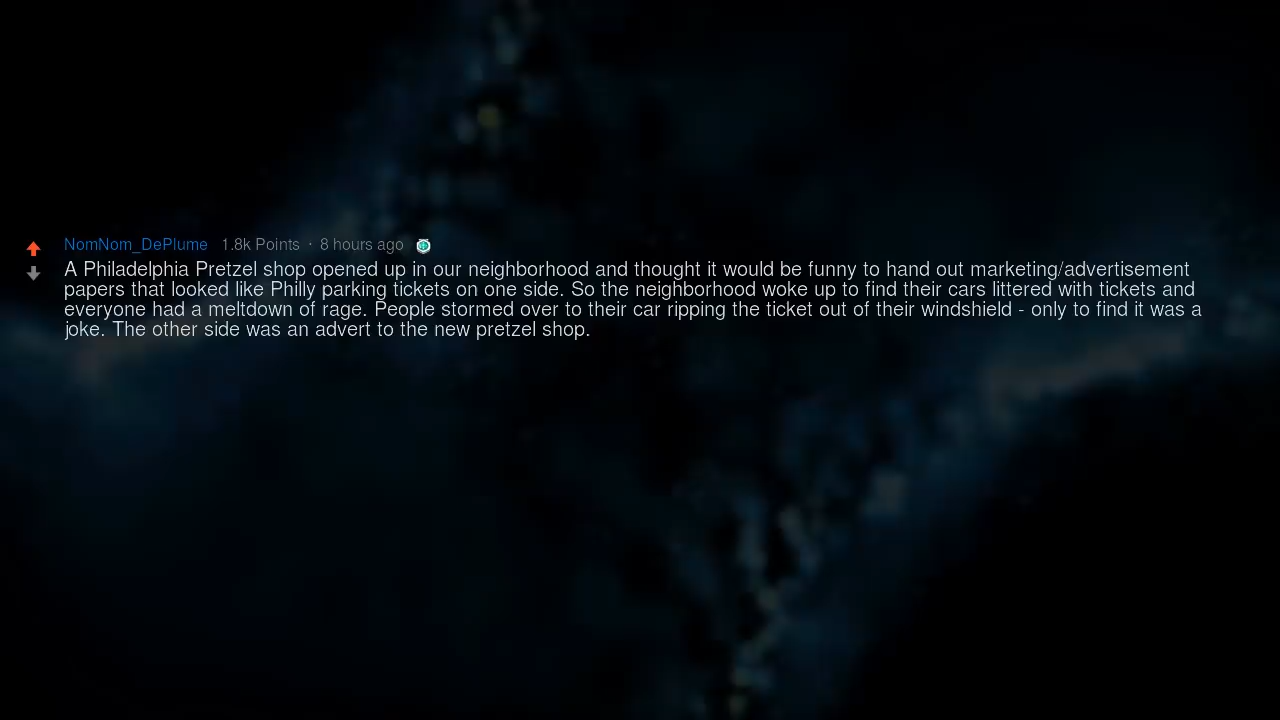 NomNom_DePlume 1.8k Points · 8 hours ago
A Philadelphia Pretzel shop opened up in our neighborhood and thought it would be funny to hand out marketing/advertisement
papers that looked like Philly parking tickets on one side. So the neighborhood woke up to find their cars littered with tickets and
everyone had a meltdown of rage. People stormed over to their car ripping the ticket out of their windshield - only to find it was a
joke. The other side was an advert to the new pretzel shop.